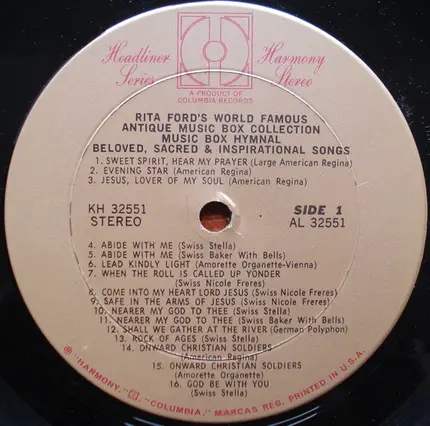 Headliner Series
Harmony Stereo
A PRODUCT OF
COLUMBIA RECORDS
RITA FORD'S WORLD FAMOUS
ANTIQUE MUSIC BOX COLLECTION
MUSIC BOX HYMNAL
BELOVED, SACRED & INSPIRATIONAL SONGS
1. SWEET SPIRIT, HEAR MY PRAYER (Large American Regina)
2. EVENING STAR (American Regina)
3. JESUS, LOVER OF MY SOUL (American Regina)
KH 32551
STEREO
SIDE 1
AL 32551
4. ABIDE WITH ME (Swiss Stella)
5. ABIDE WITH ME (Swiss Baker With Bells)
6. LEAD KINDLY LIGHT (Amorette Organette-Vienna)
7. WHEN THE ROLL IS CALLED UP YONDER
(Swiss Nicole Freres)
8. COME INTO MY HEART LORD JESUS (Swiss Nicole Freres)
9. SAFE IN THE ARMS OF JESUS (Swiss Nicole Freres)
10. NEARER MY GOD TO THEE (Swiss Stella)
11. NEARER MY GOD TO THEE (Swiss Baker With Bells)
12. SHALL WE GATHER AT THE RIVER (German Polyphon)
13. ROCK OF AGES (Swiss Stella)
14. ONWARD CHRISTIAN SOLDIERS
(American Regina)
15. ONWARD CHRISTIAN SOLDIERS
(Amorette Organette)
16. GOD BE WITH YOU
(Swiss Nicole Freres)
® "HARMONY," "COLUMBIA," MARCAS REG. PRINTED IN U.S.A.